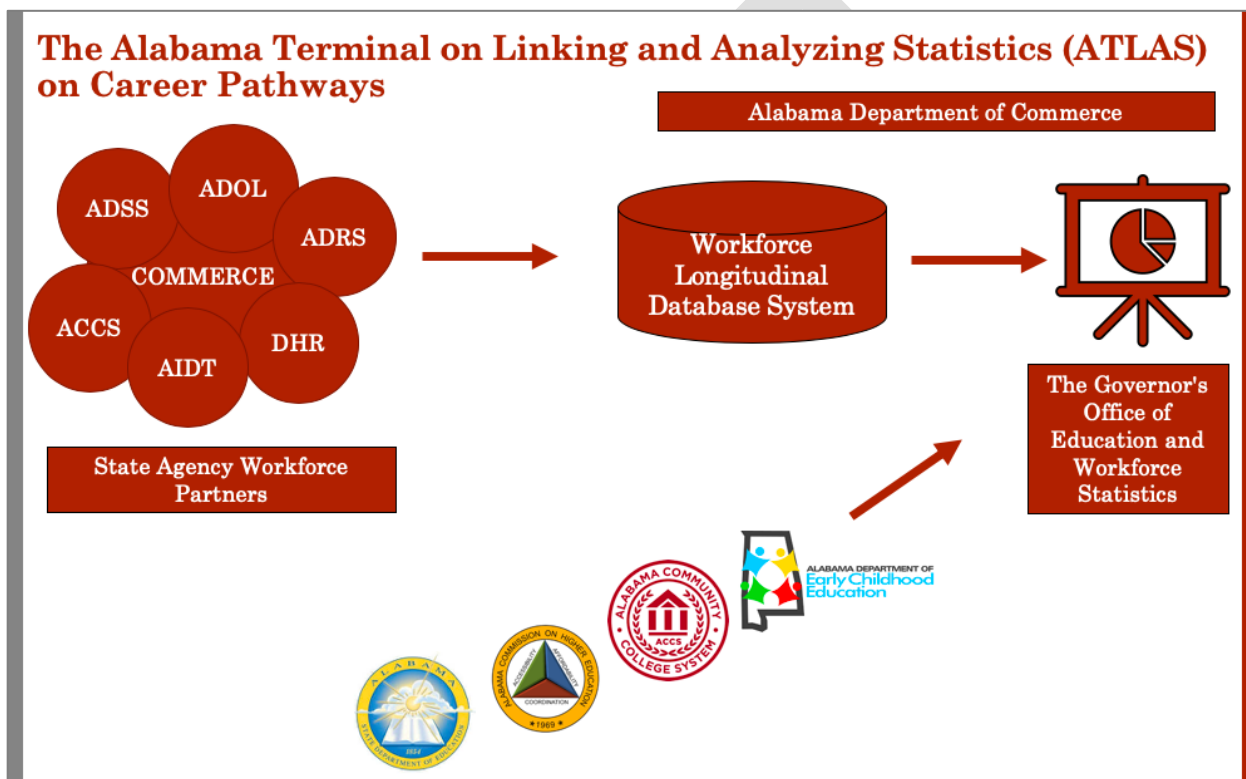 The Alabama Terminal on Linking and Analyzing Statistics (ATLAS)
on Career Pathways
Alabama Department of Commerce
ADOL
ADSS
ADRS
COMMERCE
ACCS
DHR
AIDT
Workforce
Longitudinal
Database System
State Agency Workforce
Partners
The Governor's
Office of
Education and
Workforce
Statistics
ALABAMA DEPARTMENT OF
Early Childhood
Education
ALABAMA COMMUNITY
COLLEGE SYSTEM
ACCS
ALABAMA COMMISSION ON HIGHER EDUCATION
ACCESSIBILITY
AFFORDABILITY
COORDINATION
1969
ALABAMA
STATE DEPARTMENT OF EDUCATION
1854